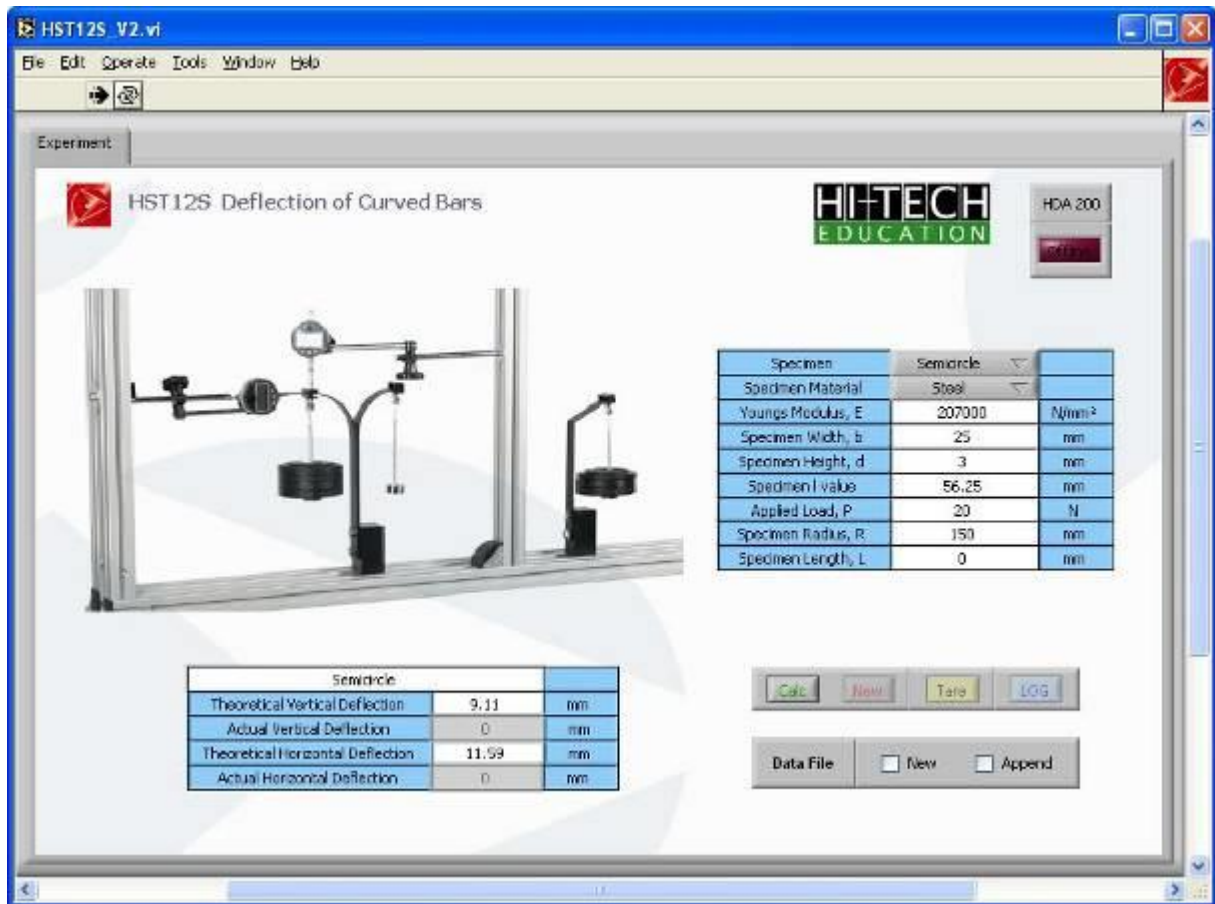 HST12S_V2.vi
File Edit Operate Tools Window Help
Experiment
HST12S Deflection of Curved Bars
HI-TECH
EDUCATION
HDA 200
Specimen Semicircle
Specimen Material Steel
Youngs Modulus, E 207000 N/mm²
Specimen Width, b 25 mm
Specimen Height, d 3 mm
Specimen I value 56.25 mm
Applied Load, P 20 N
Specimen Radius, R 150 mm
Specimen Length, L 0 mm
Semicircle
Theoretical Vertical Deflection 9.11 mm
Actual Vertical Deflection 0 mm
Theoretical Horizontal Deflection 11.59 mm
Actual Horizontal Deflection 0 mm
Calc New Tare LOG
Data File New Append